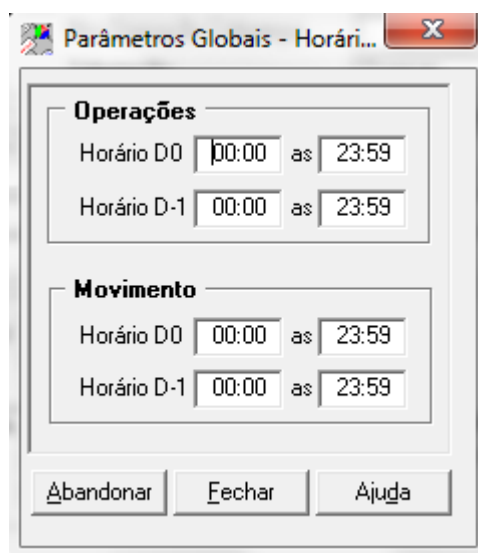 Parâmetros Globais - Horári...
Operações
Horário D0 00:00 as 23:59
Horário D-1 00:00 as 23:59
Movimento
Horário D0 00:00 as 23:59
Horário D-1 00:00 as 23:59
Abandonar Fechar Ajuda